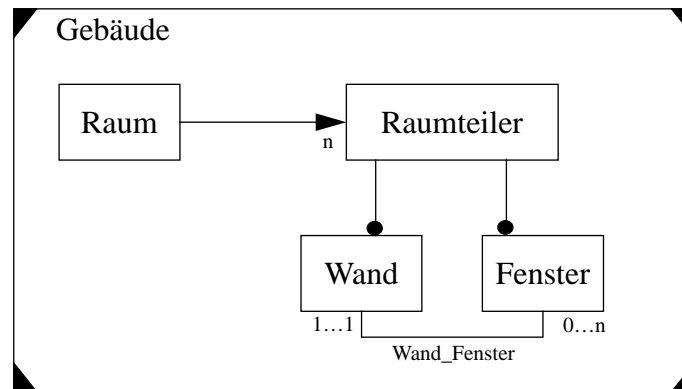 Gebäude
Raum
Raumteiler
n
Wand
Fenster
1…1
0…n
Wand_Fenster